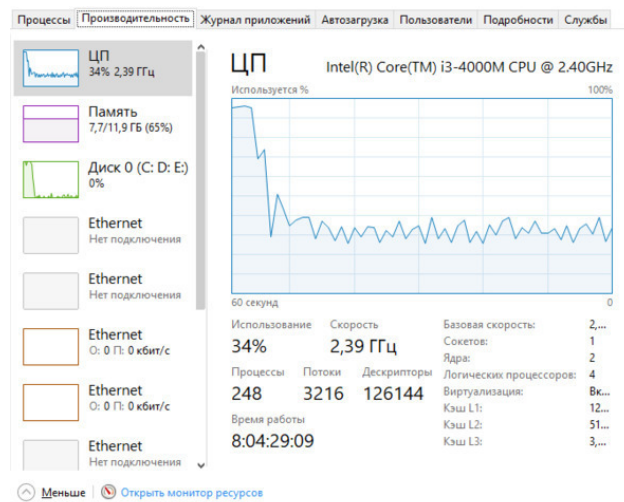 Процессы Производительность Журнал приложений Автозагрузка Пользователи Подробности Службы
ЦП
34% 2,39 ГГц
Память
7,7/11,9 ГБ (65%)
Диск 0 (C: D: E:)
0%
Ethernet
Нет подключения
Ethernet
Нет подключения
Ethernet
О: 0 П: 0 кбит/с
Ethernet
О: 0 П: 0 кбит/с
Ethernet
Нет подключения
ЦП Intel(R) Core(TM) i3-4000M CPU @ 2.40GHz
Используется % 100%
60 секунд 0
Использование Скорость
34% 2,39 ГГц
Процессы Потоки Дескрипторы
248 3216 126144
Время работы
8:04:29:09
Базовая скорость: 2,...
Сокетов: 1
Ядра: 2
Логических процессоров: 4
Виртуализация: Вк...
Кэш L1: 12...
Кэш L2: 51...
Кэш L3: 3,...
Меньше Открыть монитор ресурсов